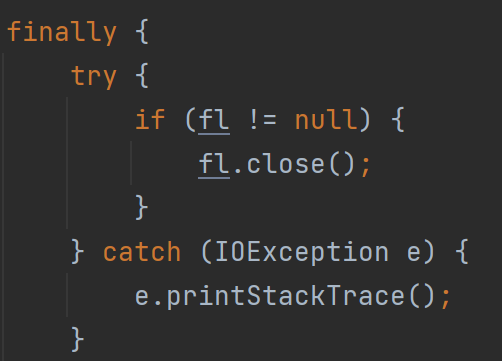 finally {
    try {
        if (fl != null) {
            fl.close();
        }
    } catch (IOException e) {
        e.printStackTrace();
    }